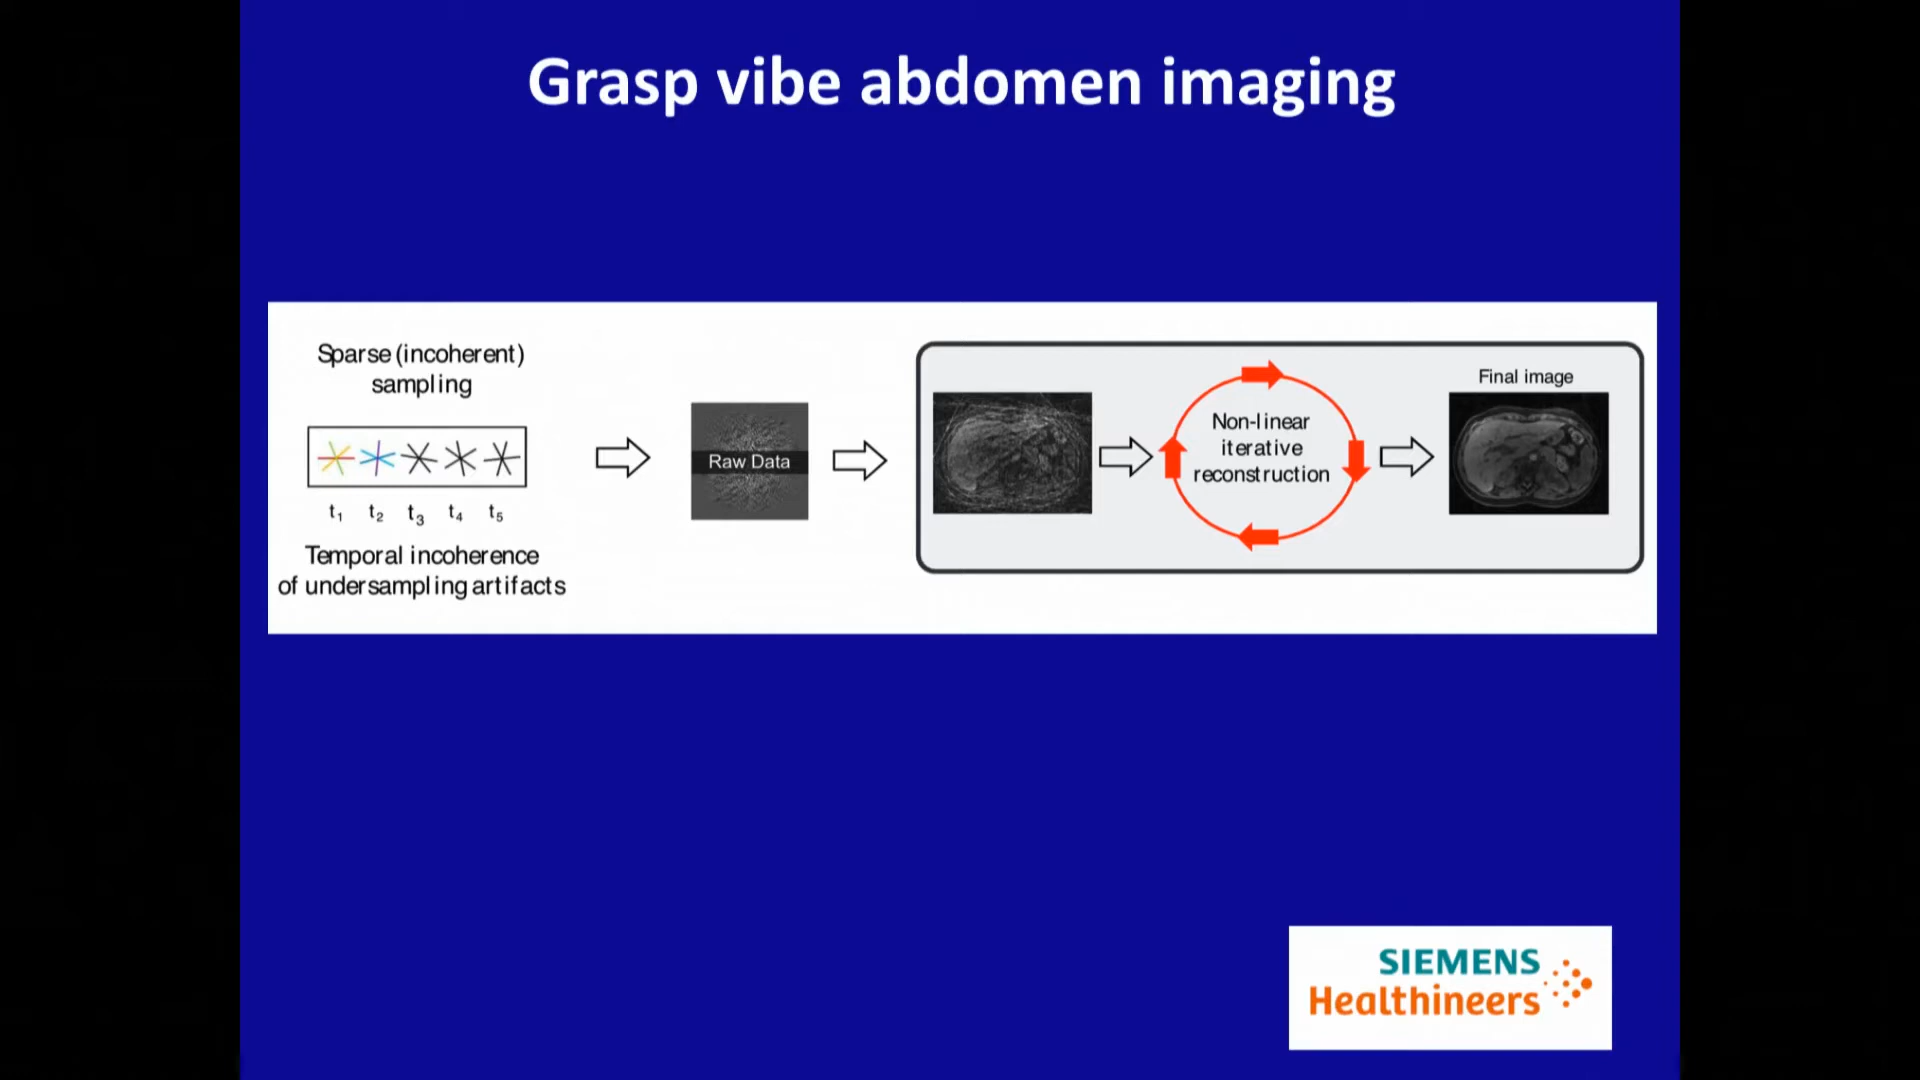 Grasp vibe abdomen imaging
Sparse (incoherent)
sampling
t1 t2 t3 t4 t5
Temporal incoherence
of undersampling artifacts
Raw Data
Non-linear
iterative
reconstruction
Final image
SIEMENS
Healthineers